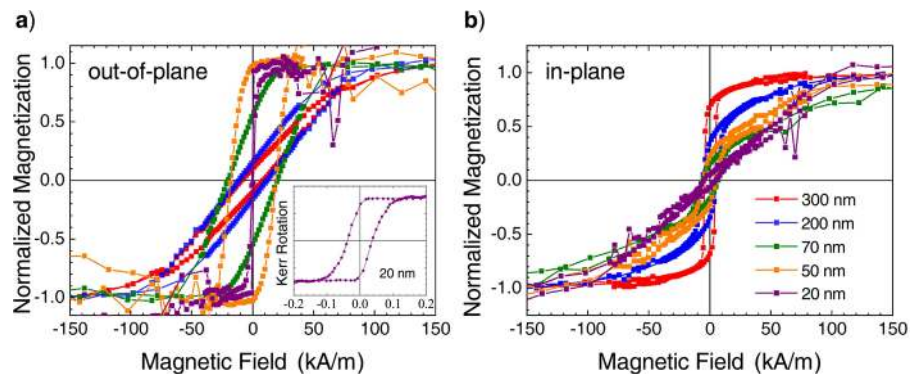 a)
out-of-plane
Normalized Magnetization
1.0
0.5
0.0
-0.5
-1.0
-150 -100 -50 0 50 100 150
Magnetic Field (kA/m)
Kerr Rotation
20 nm
-0.2 -0.1 0.0 0.1 0.2
b)
in-plane
Normalized Magnetization
1.0
0.5
0.0
-0.5
-1.0
-150 -100 -50 0 50 100 150
Magnetic Field (kA/m)
300 nm
200 nm
70 nm
50 nm
20 nm